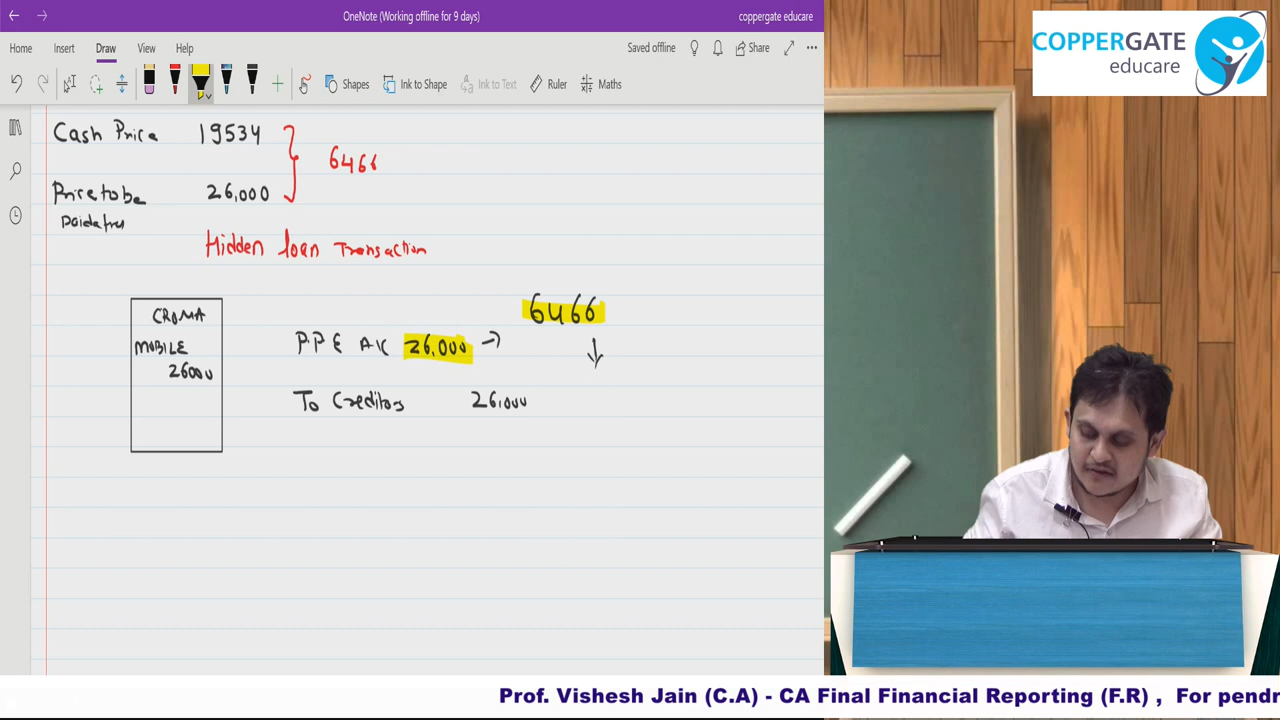 OneNote (Working offline for 9 days)
coppergate educare
Home Insert Draw View Help
Saved offline
Share
Shapes
Ink to Shape
Ink to Text
Ruler
Maths
COPPERGATE
educare
Cash Price 19534
6466
Price to be 26,000
Hidden loan Transaction
CROMA
MOBILE
26000
6466
P.P.E A/c 26,000 →
↓
To Creditors 26,000
Prof. Vishesh Jain (C.A) - CA Final Financial Reporting (F.R) , For pendr